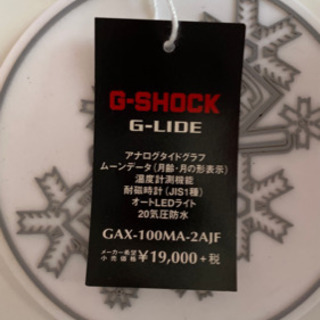 G-SHOCK
G-LIDE
アナログタイドグラフ
ムーンデータ(月齢・月の形表示)
温度計測機能
耐磁時計(JIS1種)
オートLEDライト
20気圧防水
GAX-100MA-2AJF
メーカー希望小売価格 ¥19,000+税